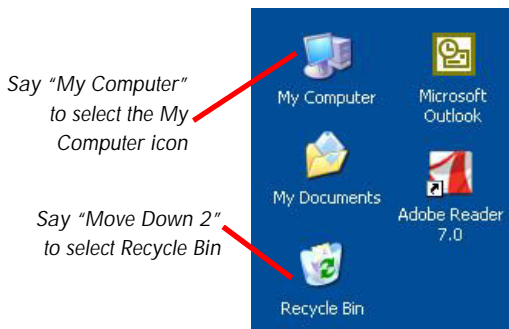 Say “My Computer”
to select the My
Computer icon
Say “Move Down 2”
to select Recycle Bin
My Computer
Microsoft
Outlook
My Documents
Adobe Reader
7.0
Recycle Bin